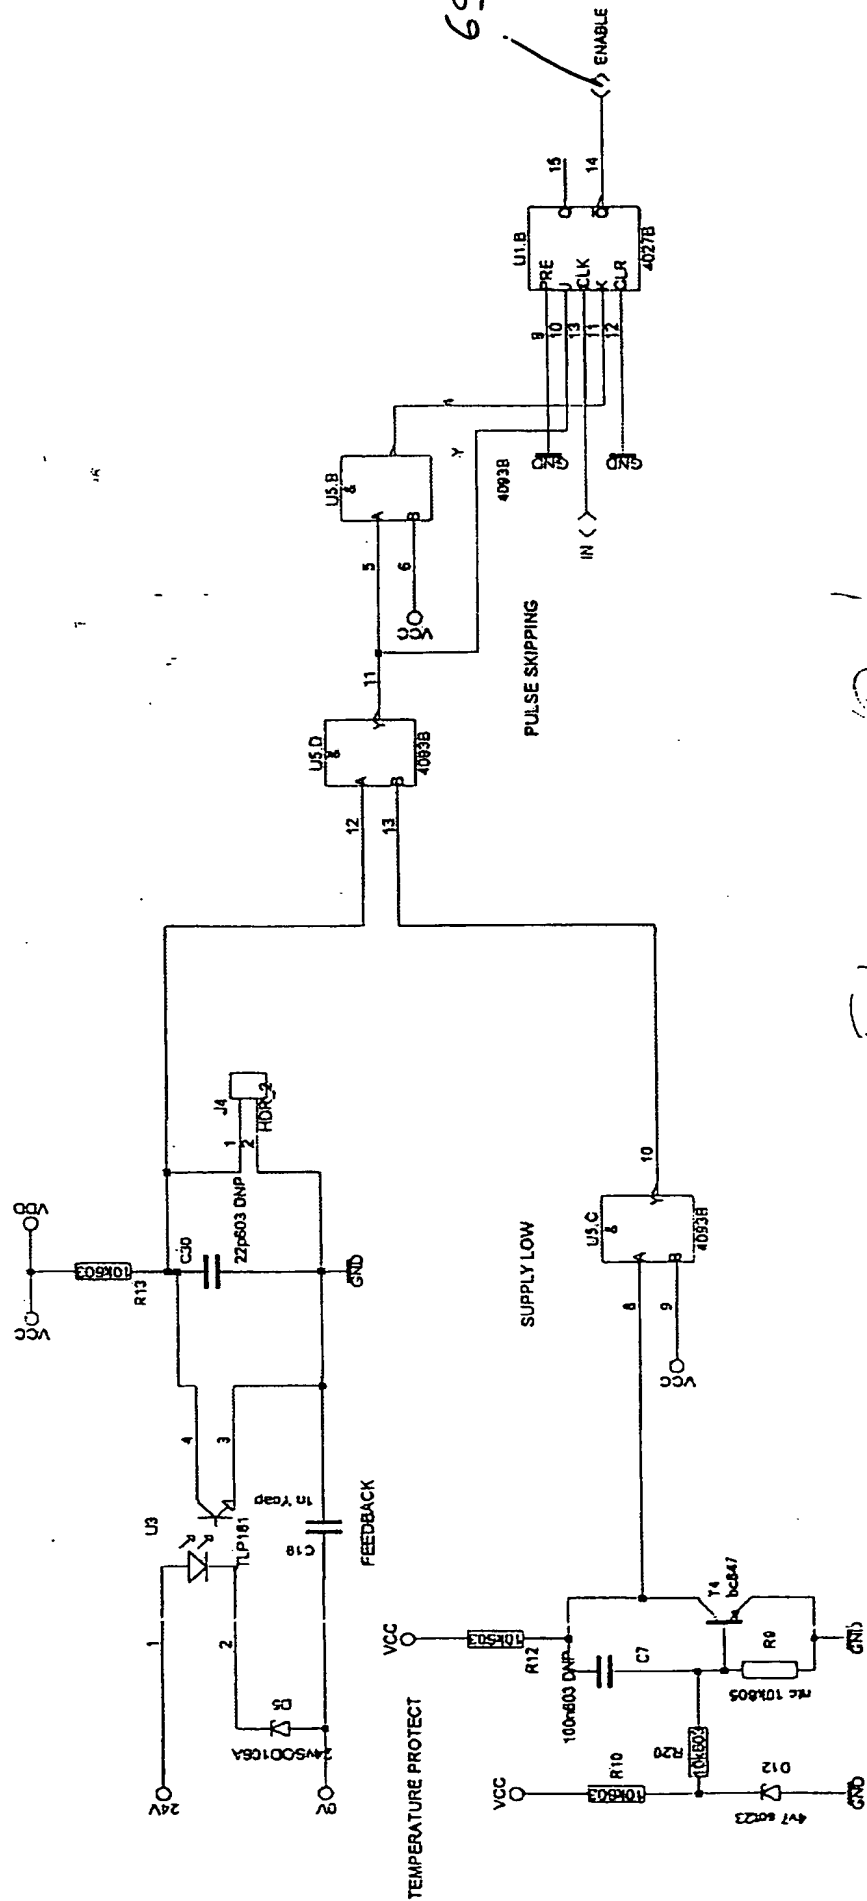 69
ENABLE
15
14
U1.B
PRE
J
CLK
K
CLR
Q
Q
4027B
9
10
13
11
12
GND
GND
IN
4093B
Y
U5.B
&
A
B
5
6
VCC
PULSE SKIPPING
11
U5.D
&
Y
A
B
4093B
12
13
J4
HDR_2
1
2
VDD
VCC
10k603
R13
C30
22p603 DNP
GND
4
3
U3
TLP181
1n Ycap
C18
FEEDBACK
1
2
24V
24vSOD106A
SUPPLY LOW
10
U5.C
&
Y
A
B
4093B
8
9
VCC
VCC
R12
100n603 DNP
C7
T4
bc847
R9
ntc 10k805
GND
R20
10k603
TEMPERATURE PROTECT
VCC
R10
10k603
D12
4v7 sot23
GND